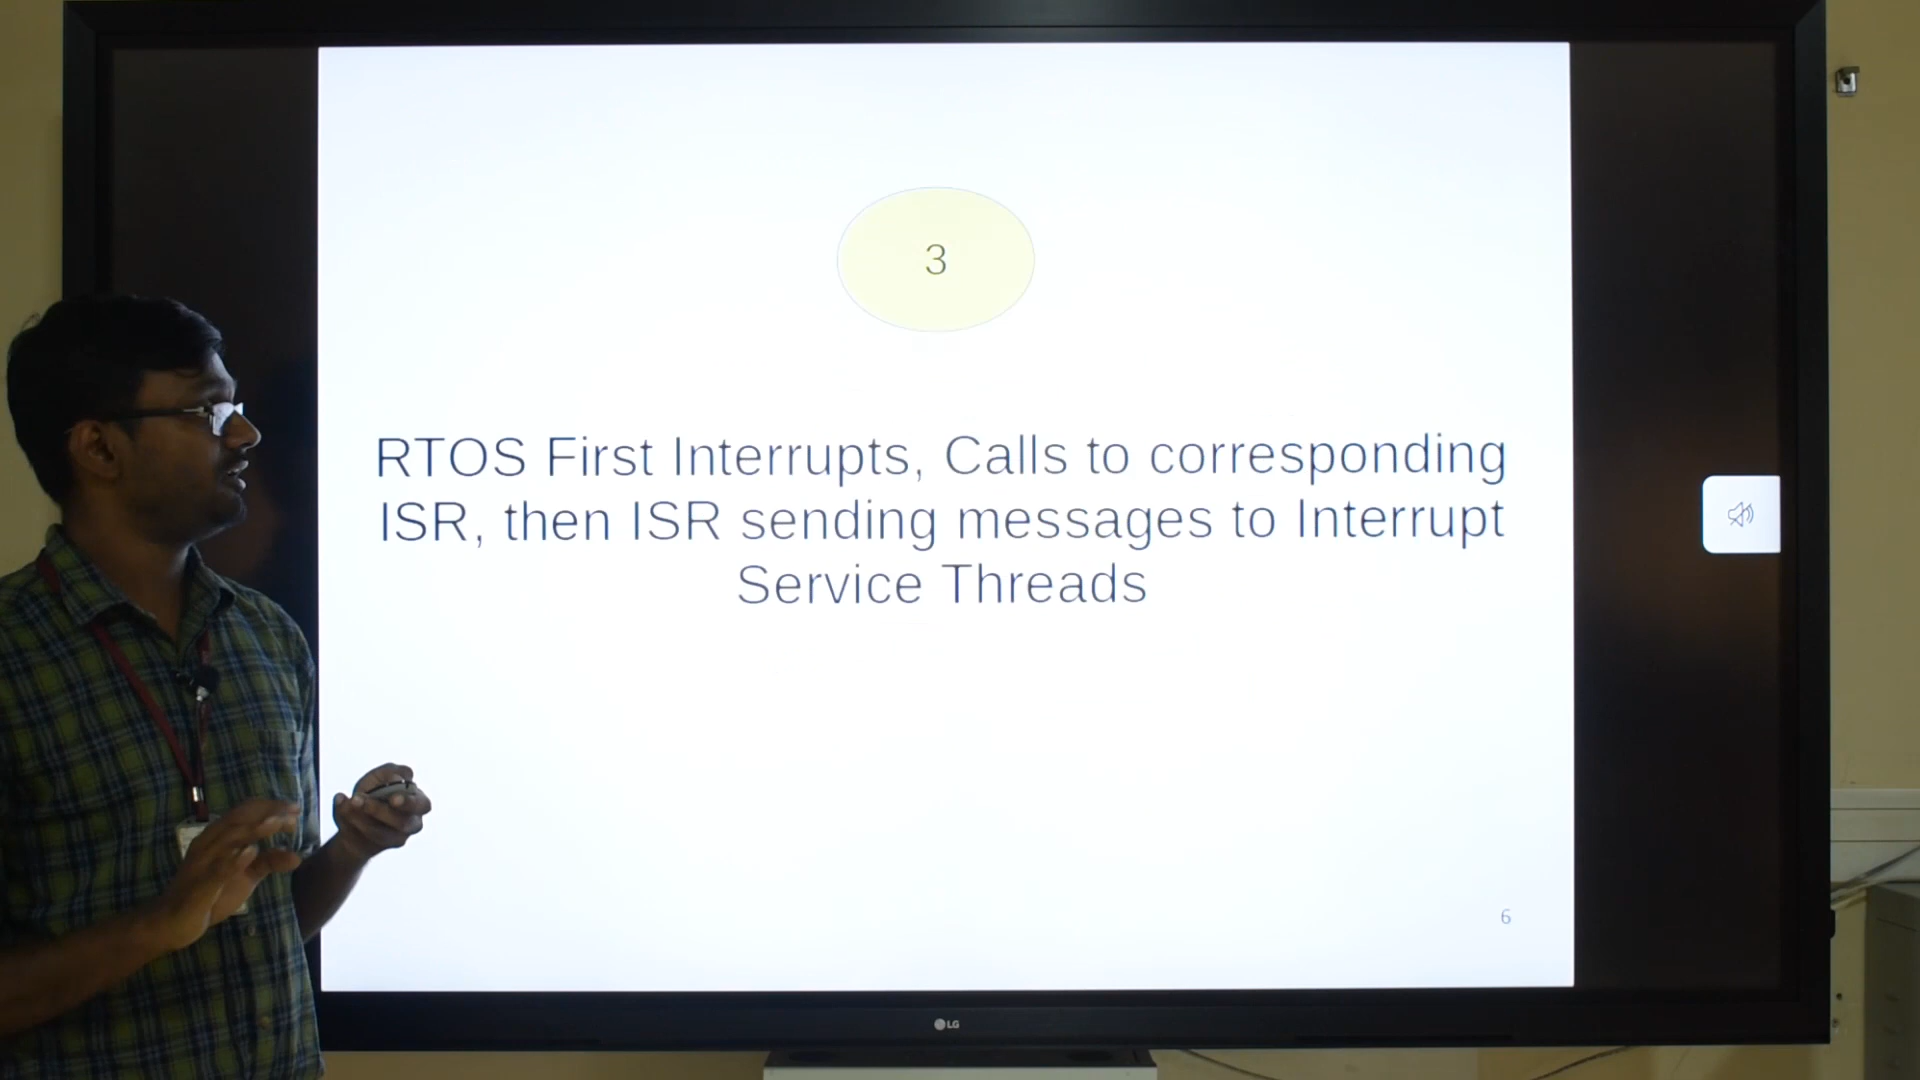 3
RTOS First Interrupts, Calls to corresponding
ISR, then ISR sending messages to Interrupt
Service Threads
6
LG